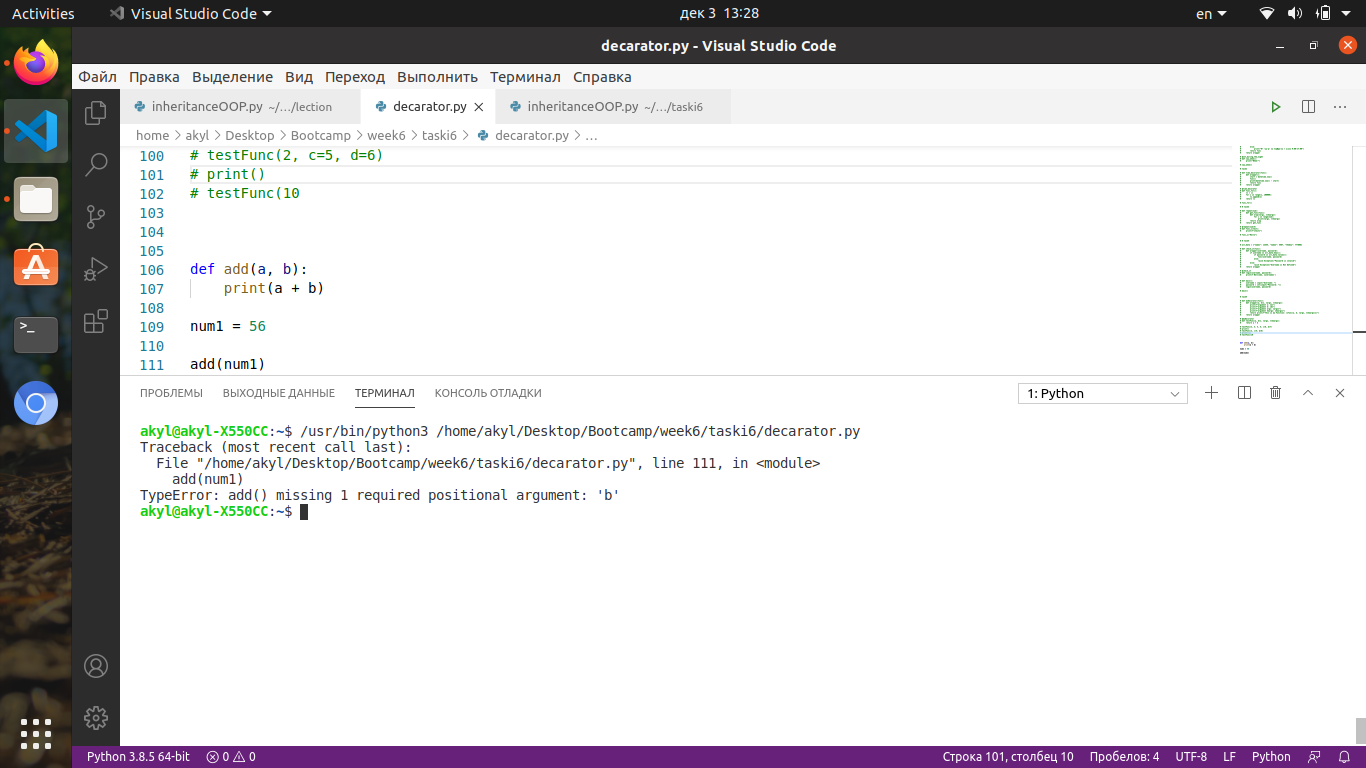 Activities
Visual Studio Code
дек 3 13:28
en
decarator.py - Visual Studio Code
Файл Правка Выделение Вид Переход Выполнить Терминал Справка
inheritanceOOP.py ~/…/lection
decarator.py
inheritanceOOP.py ~/…/taski6
home > akyl > Desktop > Bootcamp > week6 > taski6 > decarator.py > …
100 # testFunc(2, c=5, d=6)
101 # print()
102 # testFunc(10
103
104
105
106 def add(a, b):
107     print(a + b)
108
109 num1 = 56
110
111 add(num1)
ПРОБЛЕМЫ ВЫХОДНЫЕ ДАННЫЕ ТЕРМИНАЛ КОНСОЛЬ ОТЛАДКИ
1: Python
akyl@akyl-X550CC:~$ /usr/bin/python3 /home/akyl/Desktop/Bootcamp/week6/taski6/decarator.py
Traceback (most recent call last):
  File "/home/akyl/Desktop/Bootcamp/week6/taski6/decarator.py", line 111, in <module>
    add(num1)
TypeError: add() missing 1 required positional argument: 'b'
akyl@akyl-X550CC:~$
Python 3.8.5 64-bit 0 0
Строка 101, столбец 10 Пробелов: 4 UTF-8 LF Python